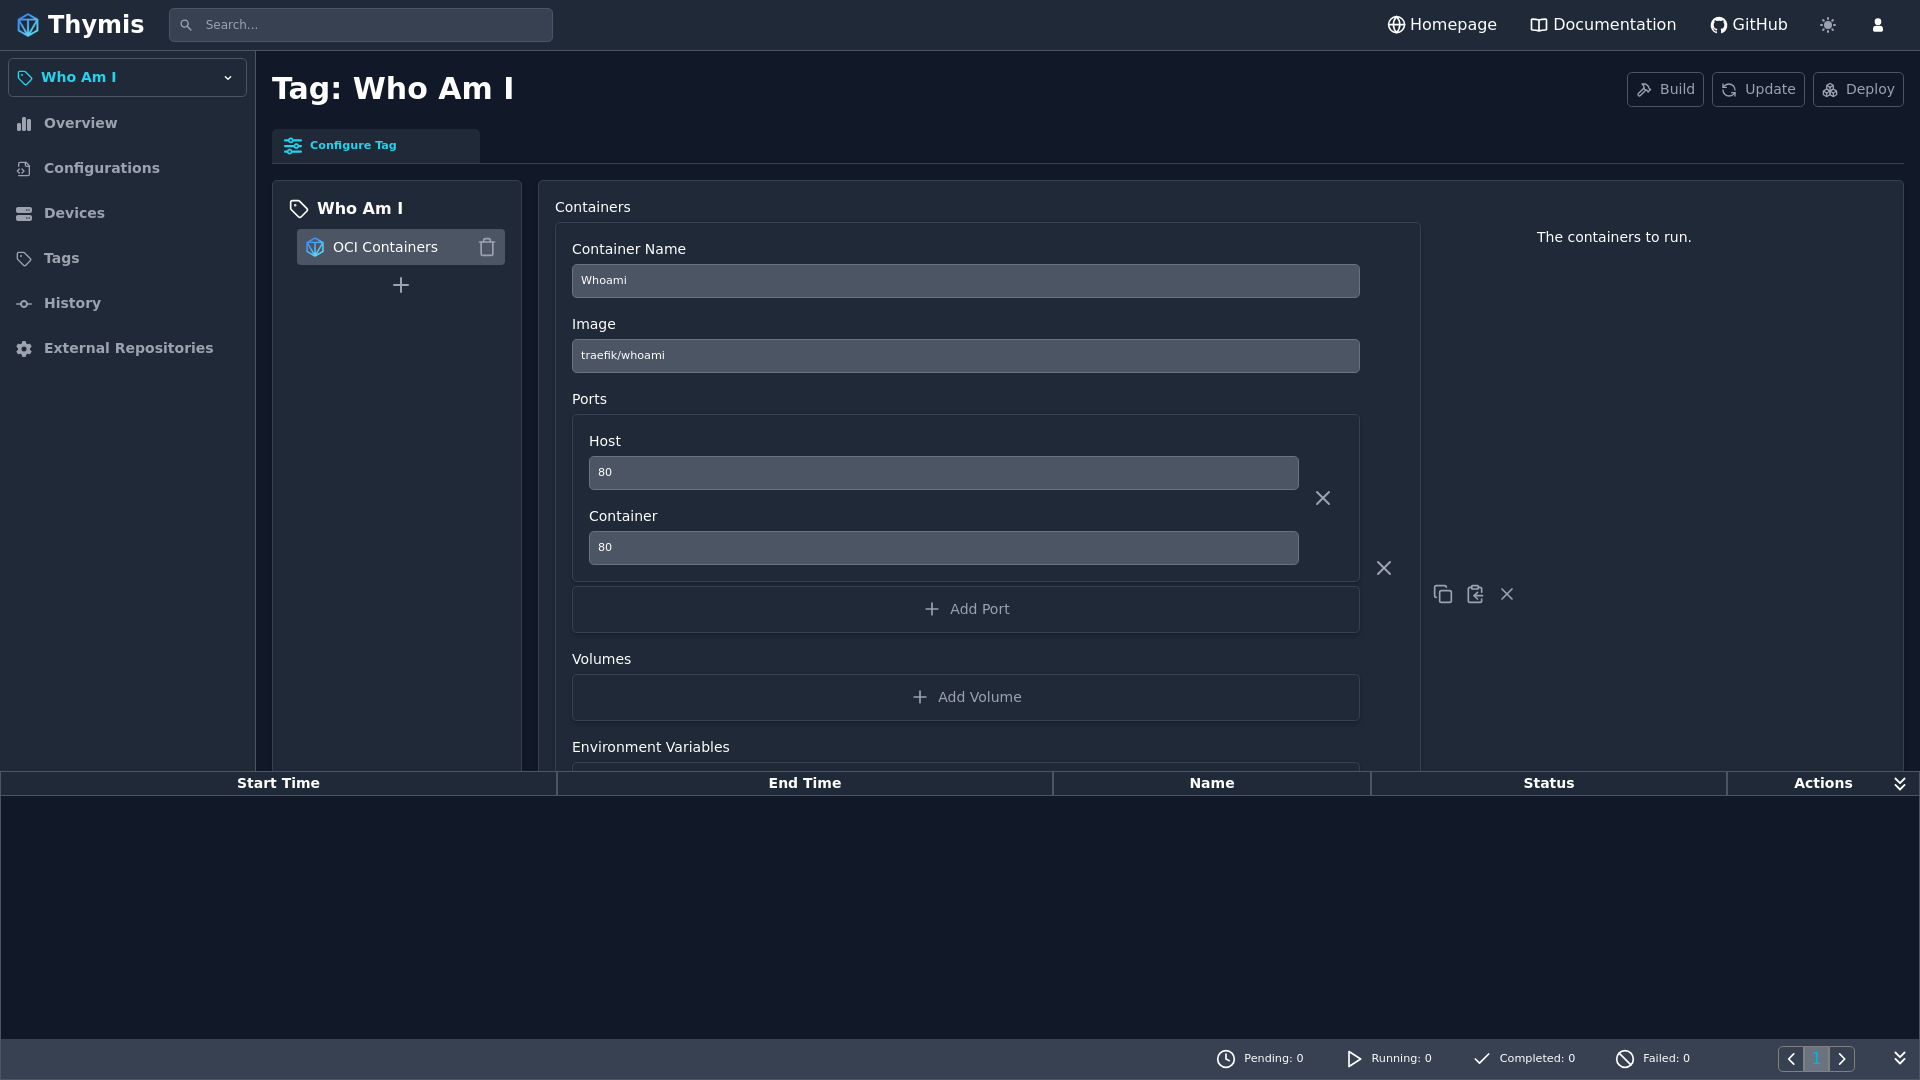 Thymis
Search...
Homepage
Documentation
GitHub
Who Am I
Overview
Configurations
Devices
Tags
History
External Repositories
Tag: Who Am I
Build
Update
Deploy
Configure Tag
Who Am I
OCI Containers
Containers
The containers to run.
Container Name
Whoami
Image
traefik/whoami
Ports
Host
80
Container
80
Add Port
Volumes
Add Volume
Environment Variables
Start Time
End Time
Name
Status
Actions
Pending: 0
Running: 0
Completed: 0
Failed: 0
1